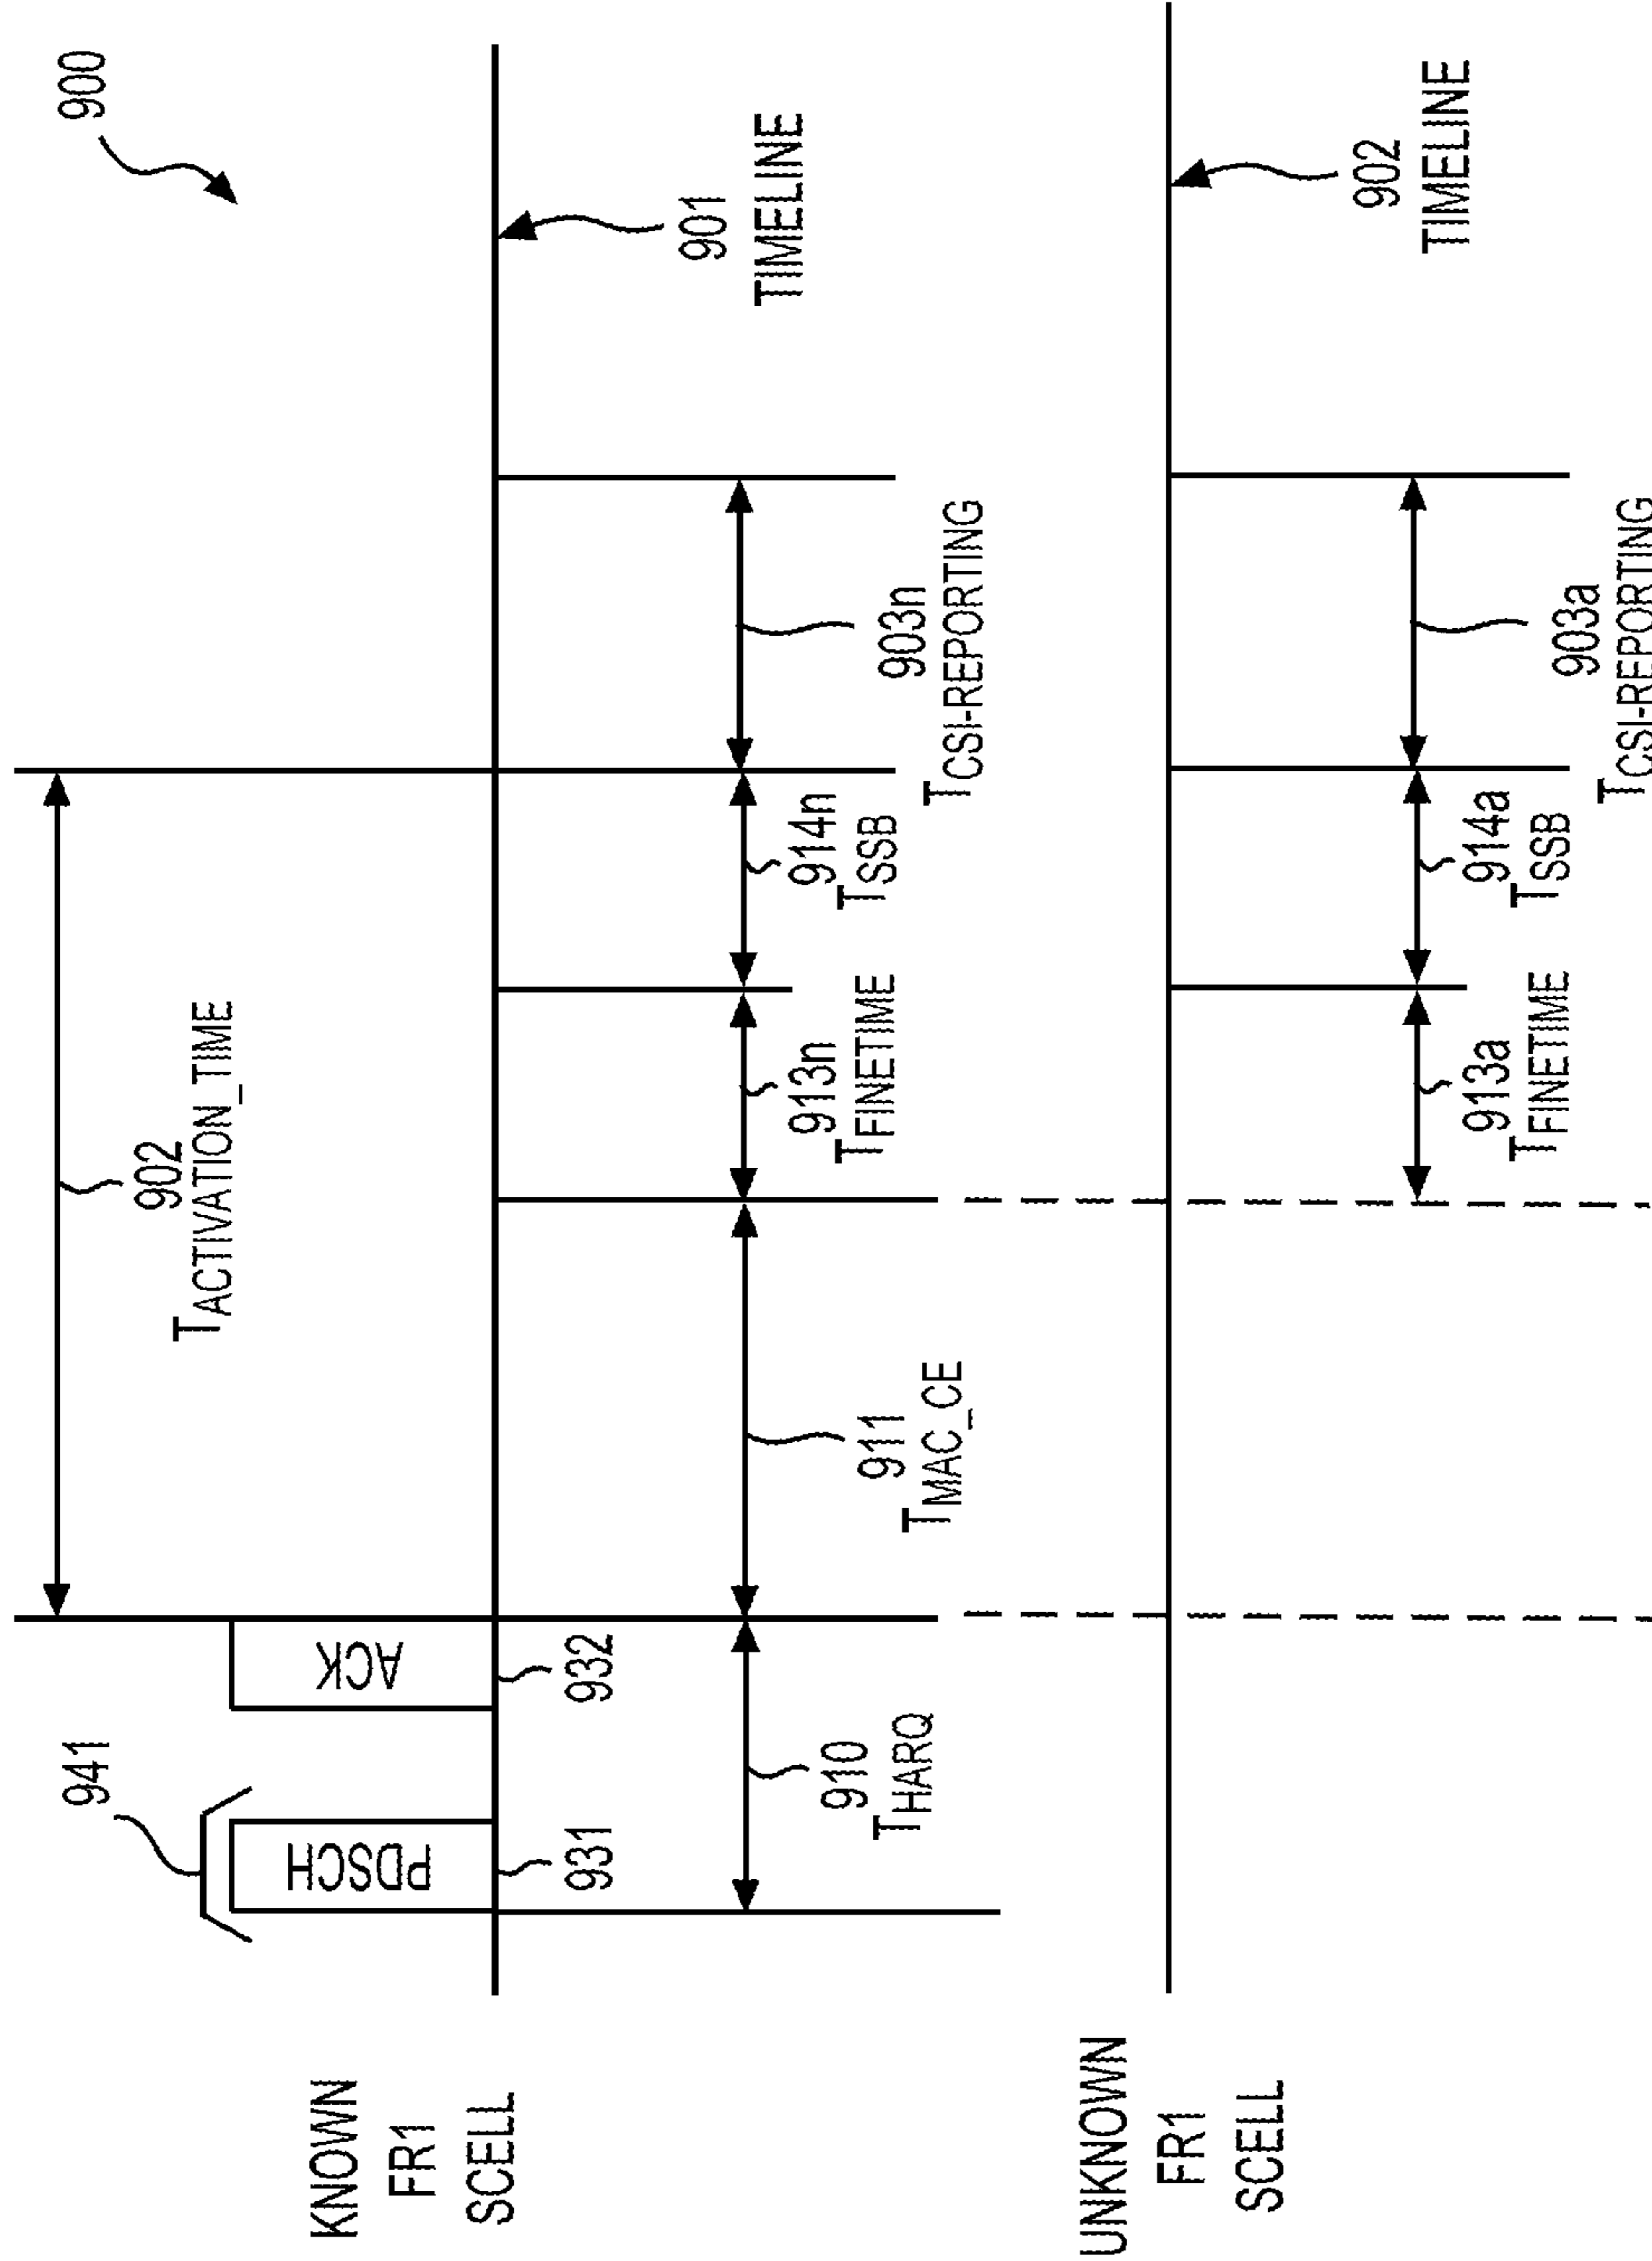 900
941
902
TACTIVATION_TIME
KNOWN
FR1
SCELL
PDSCH
ACK
931
932
901
TIMELINE
910
THARQ
911
TMAC_CE
913n
TFINETIME
914n
TSSB
903n
TCSI-REPORTING
UNKNOWN
FR1
SCELL
902
TIMELINE
913a
TFINETIME
914a
TSSB
903a
TCSI-REPORTING